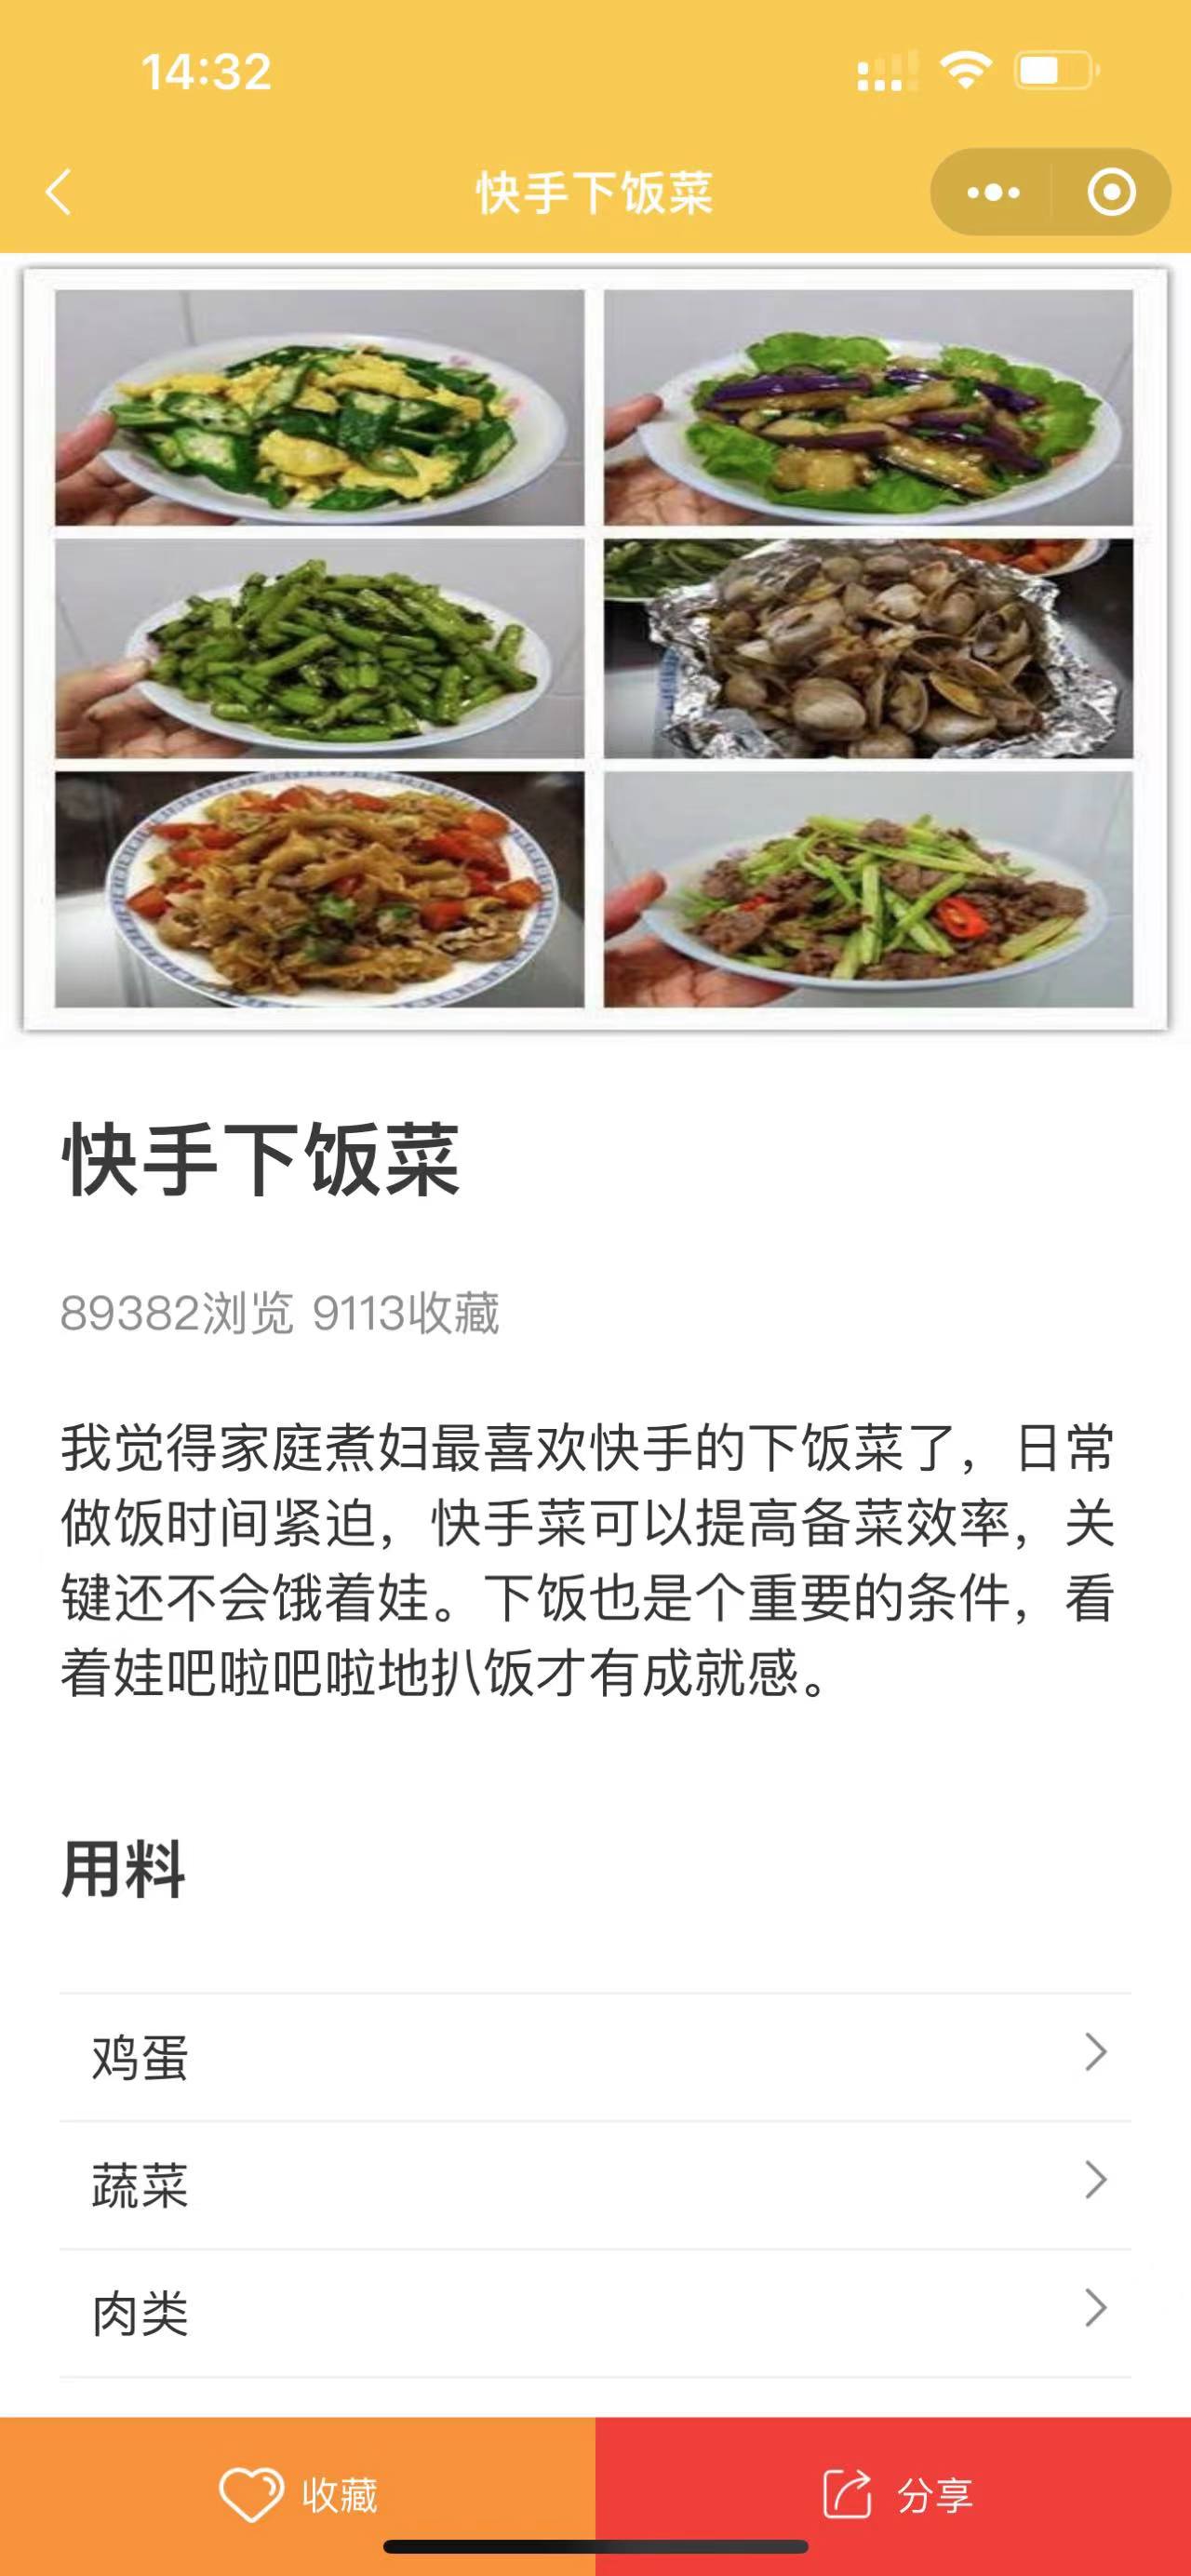 14:32
快手下饭菜
快手下饭菜
89382浏览 9113收藏
我觉得家庭煮妇最喜欢快手的下饭菜了，日常
做饭时间紧迫，快手菜可以提高备菜效率，关
键还不会饿着娃。下饭也是个重要的条件，看
着娃吧啦吧啦地扒饭才有成就感。
用料
鸡蛋
蔬菜
肉类
收藏
分享